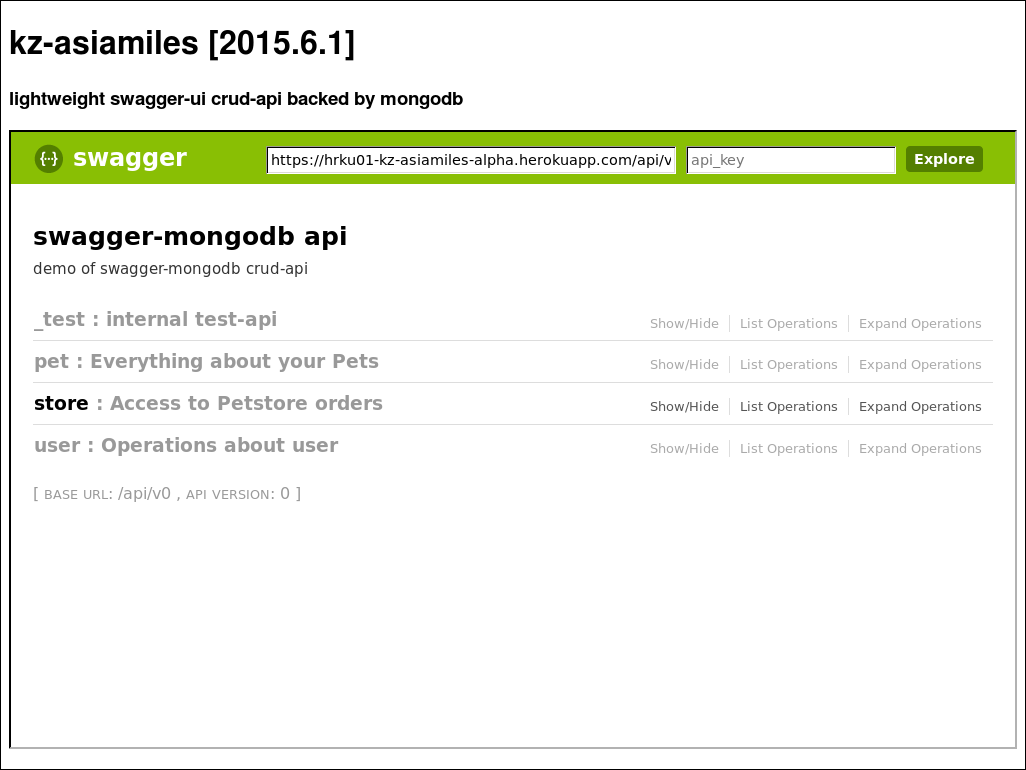 kz-asiamiles [2015.6.1]
lightweight swagger-ui crud-api backed by mongodb
{···} swagger https://hrku01-kz-asiamiles-alpha.herokuapp.com/api/v api_key Explore
swagger-mongodb api
demo of swagger-mongodb crud-api
_test : internal test-api Show/Hide List Operations Expand Operations
pet : Everything about your Pets Show/Hide List Operations Expand Operations
store : Access to Petstore orders Show/Hide List Operations Expand Operations
user : Operations about user Show/Hide List Operations Expand Operations
[ BASE URL: /api/v0 , API VERSION: 0 ]